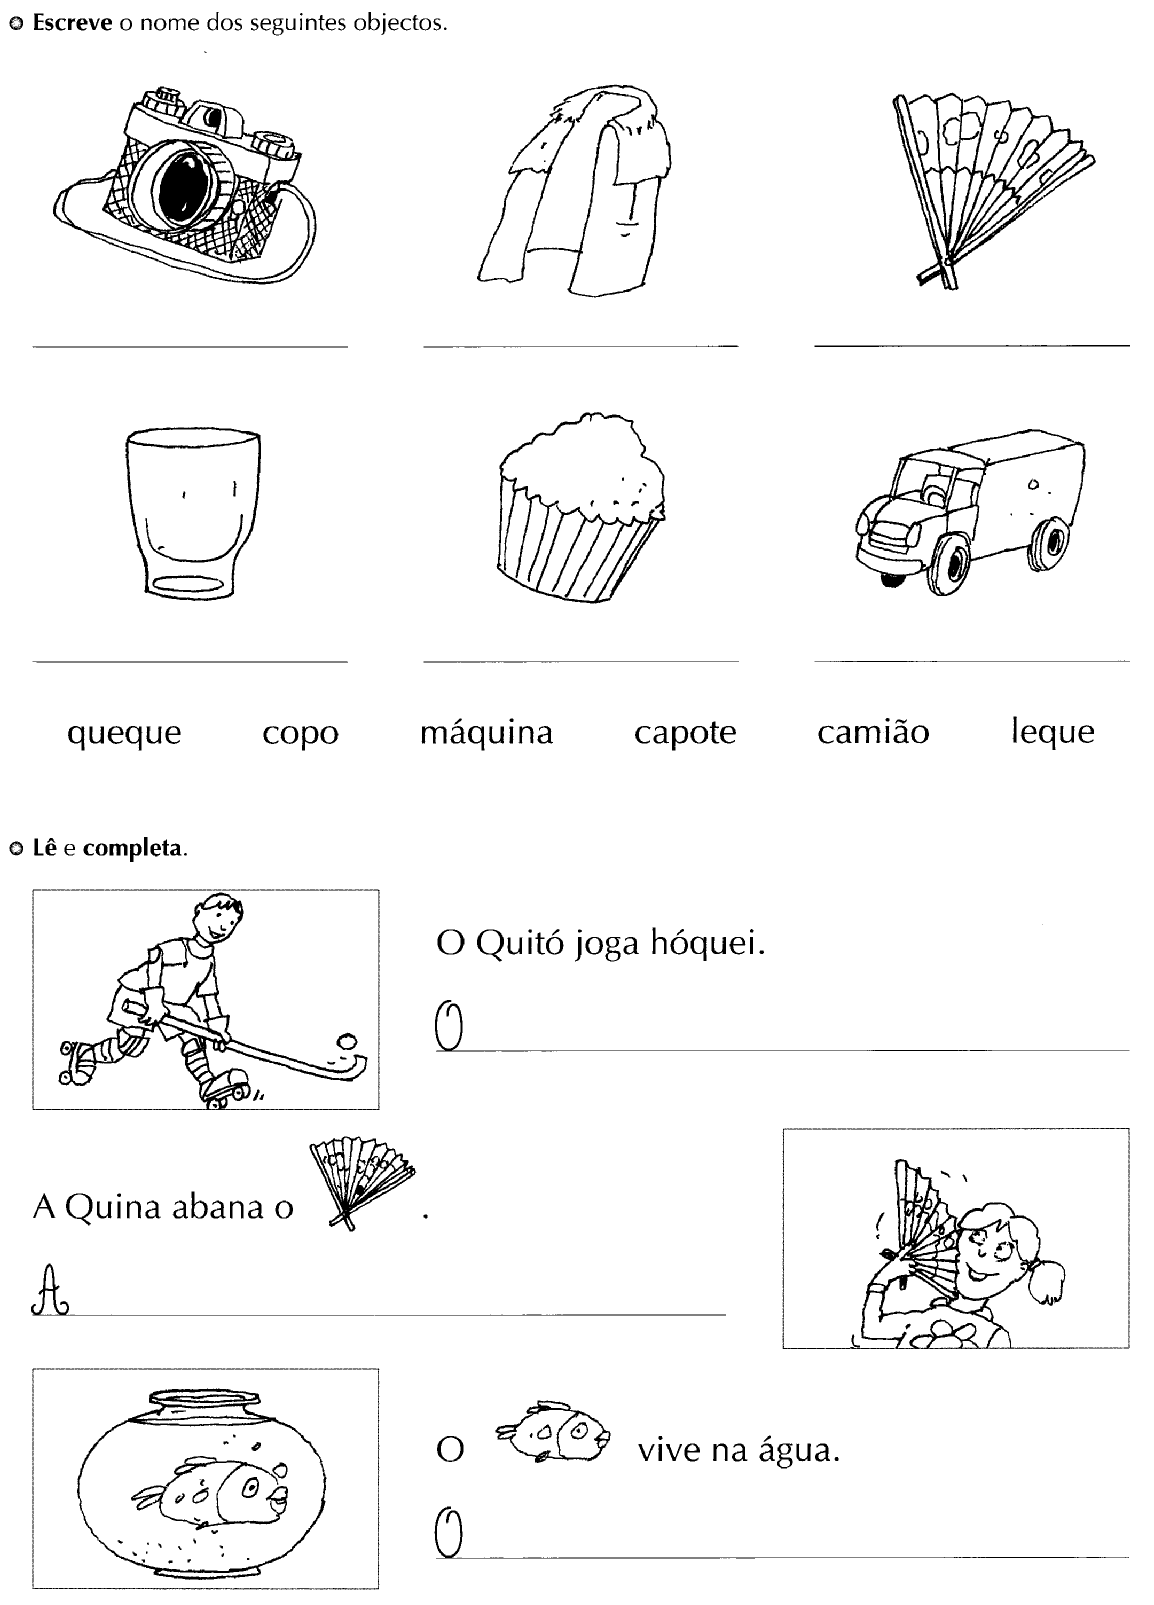 Escreve o nome dos seguintes objectos.
queque copo máquina capote camião leque
Lê e completa.
O Quitó joga hóquei.
O
A Quina abana o .
A
O vive na água.
O